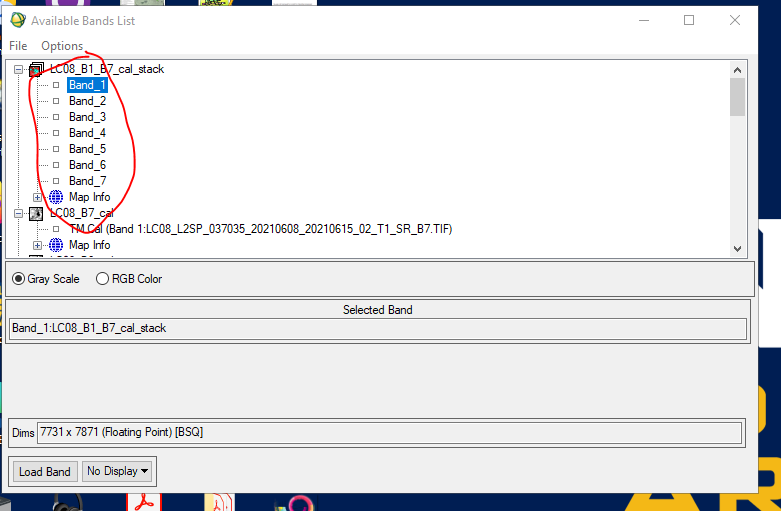 Available Bands List
File Options
LC08_B1_B7_cal_stack
Band_1
Band_2
Band_3
Band_4
Band_5
Band_6
Band_7
Map Info
LC08_B7_cal
TM Cal (Band 1:LC08_L2SP_037035_20210608_20210615_02_T1_SR_B7.TIF)
Map Info
Gray Scale RGB Color
Selected Band
Band_1:LC08_B1_B7_cal_stack
Dims 7731 x 7871 (Floating Point) [BSQ]
Load Band No Display